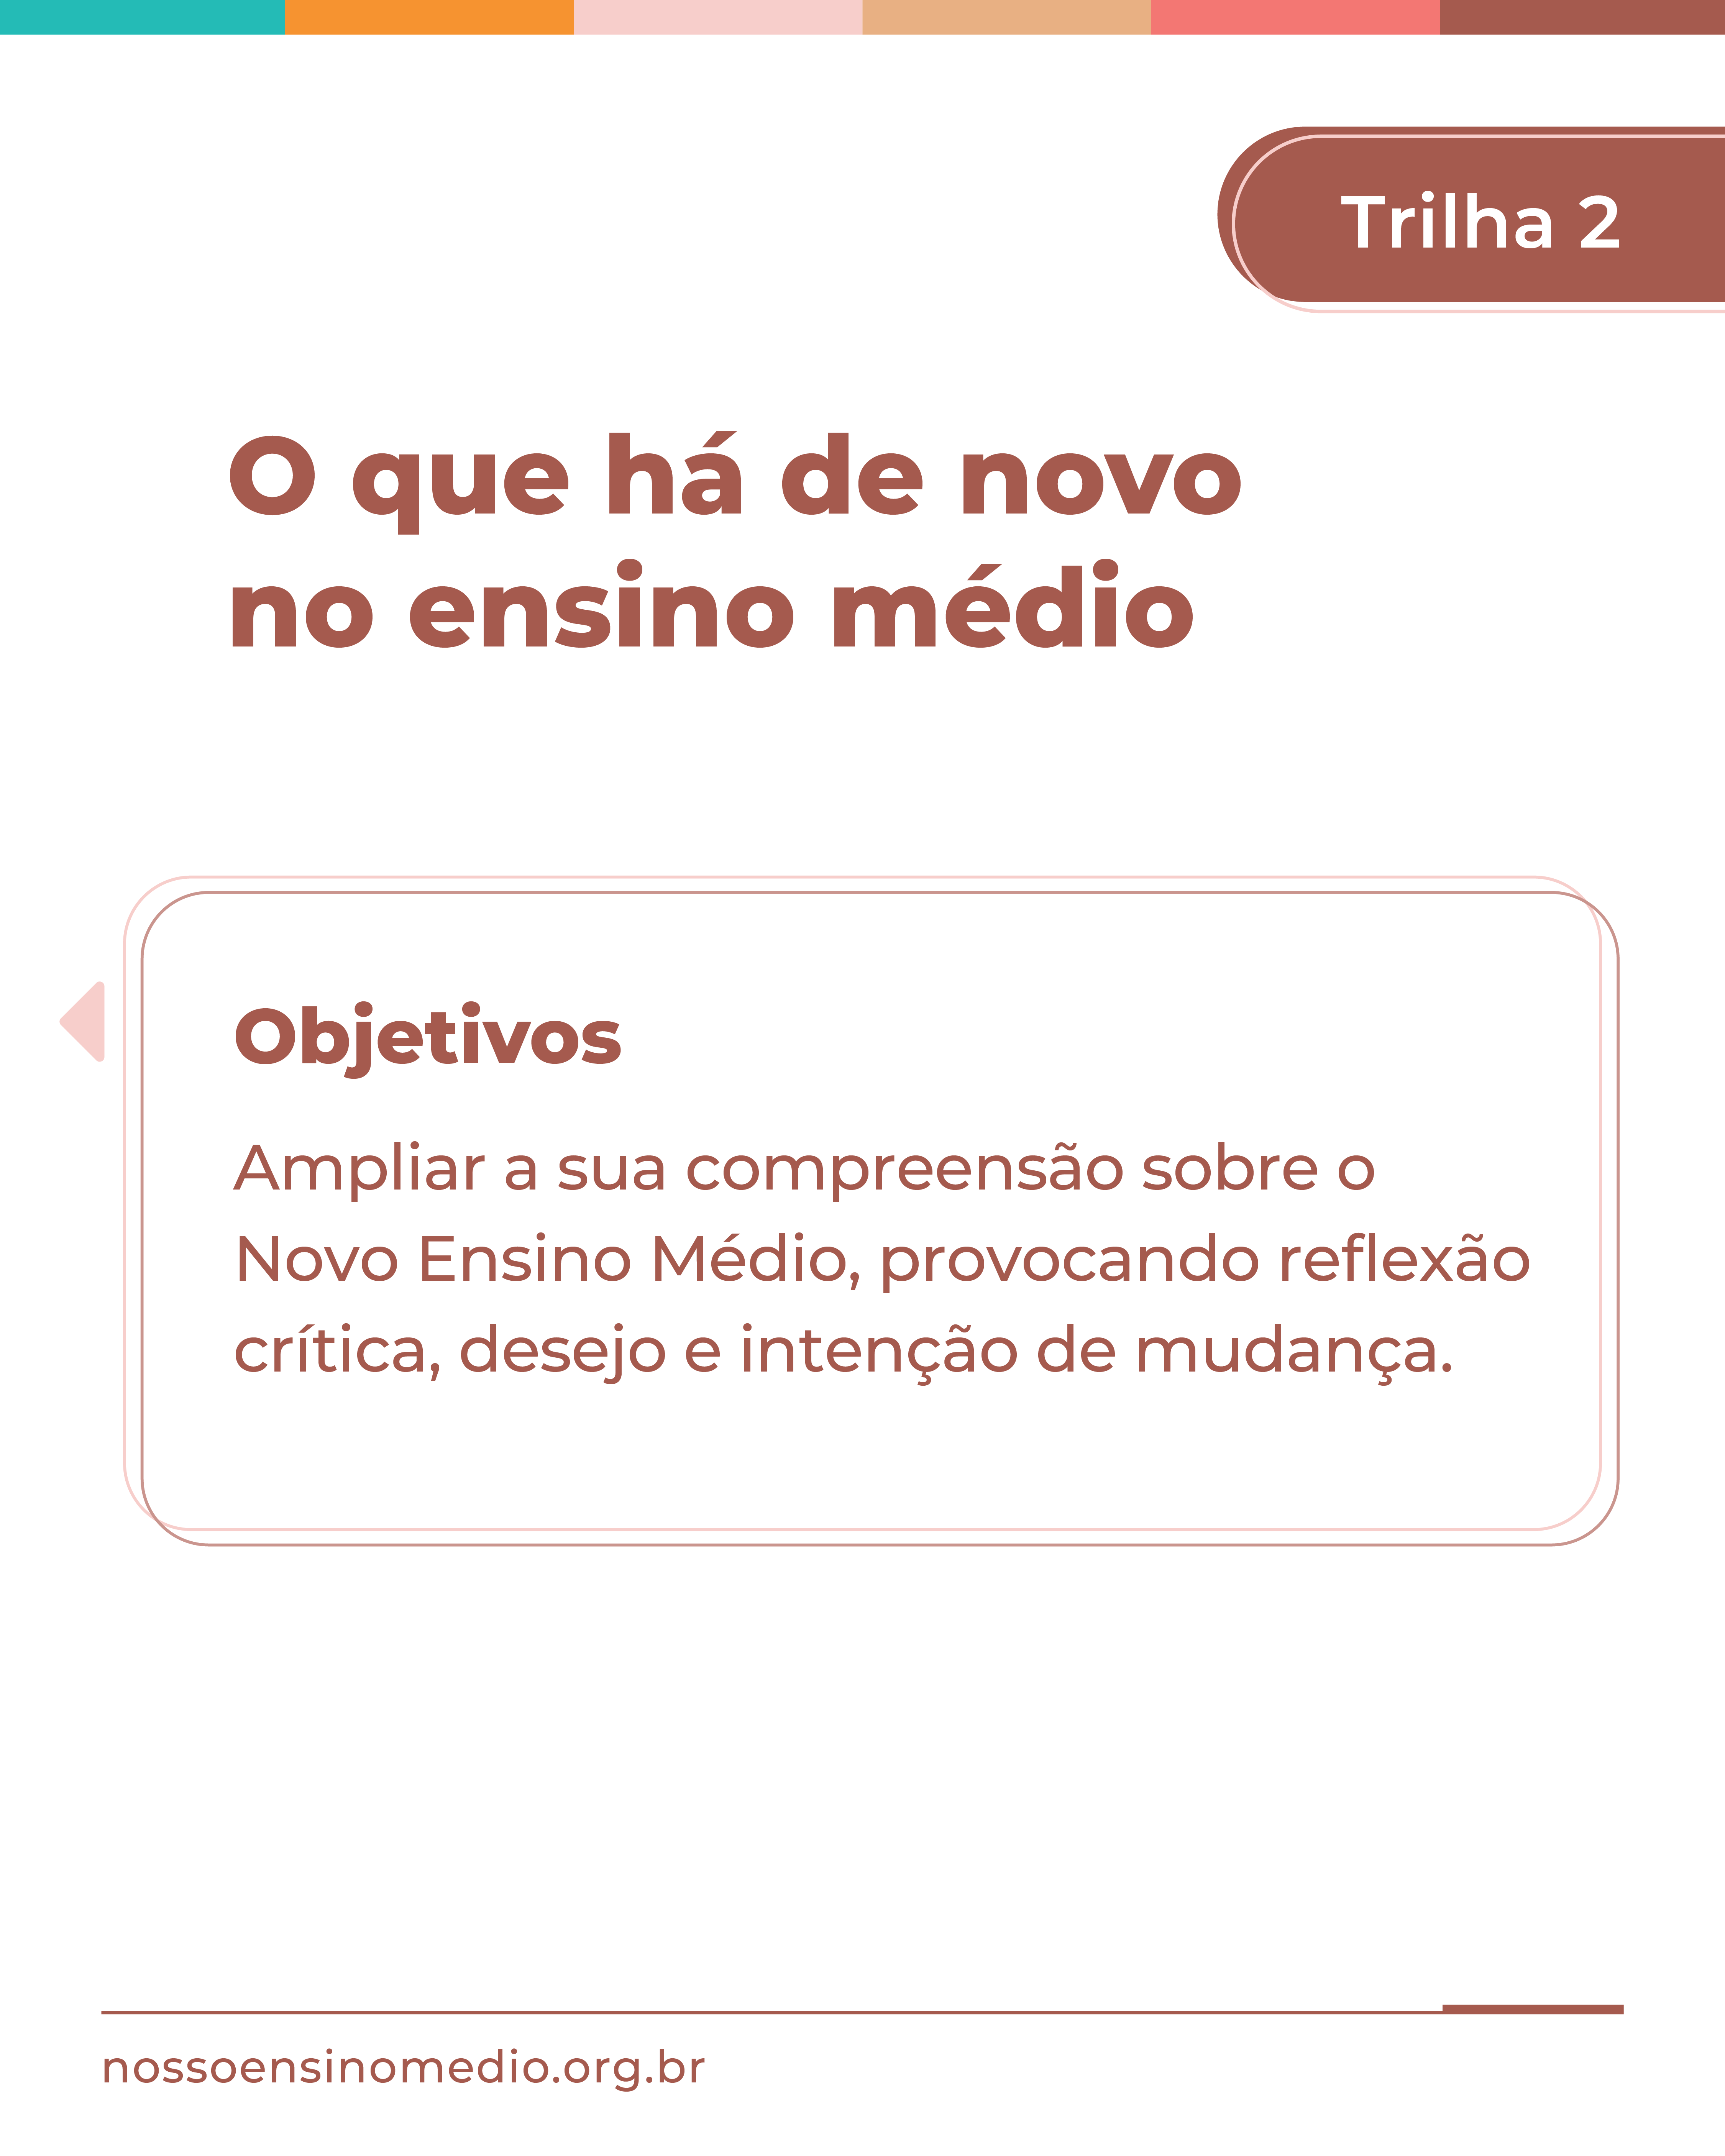 Trilha 2
O que há de novo
no ensino médio
Objetivos
Ampliar a sua compreensão sobre o
Novo Ensino Médio, provocando reflexão
crítica, desejo e intenção de mudança.
nossoensinomedio.org.br